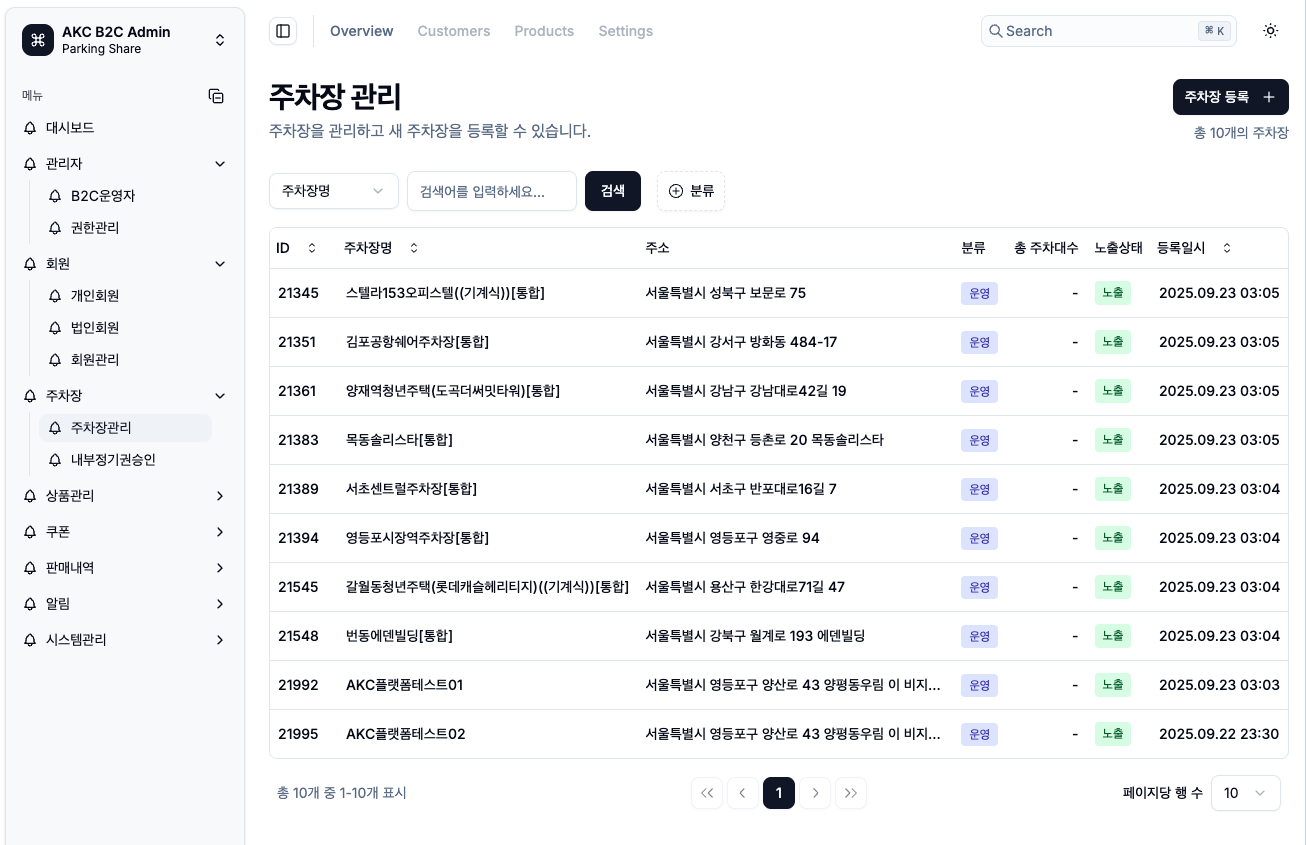 AKC B2C Admin
Parking Share
메뉴
대시보드
관리자
B2C운영자
권한관리
회원
개인회원
법인회원
회원관리
주차장
주차장관리
내부정기권승인
상품관리
쿠폰
판매내역
알림
시스템관리
Overview Customers Products Settings
Search ⌘ K
주차장 관리
주차장을 관리하고 새 주차장을 등록할 수 있습니다.
주차장 등록 +
총 10개의 주차장
주차장명 검색어를 입력하세요... 검색 분류
ID 주차장명 주소 분류 총 주차대수 노출상태 등록일시
21345 스텔라153오피스텔((기계식))[통합] 서울특별시 성북구 보문로 75 운영 - 노출 2025.09.23 03:05
21351 김포공항쉐어주차장[통합] 서울특별시 강서구 방화동 484-17 운영 - 노출 2025.09.23 03:05
21361 양재역청년주택(도곡더써밋타워)[통합] 서울특별시 강남구 강남대로42길 19 운영 - 노출 2025.09.23 03:05
21383 목동솔리스타[통합] 서울특별시 양천구 등촌로 20 목동솔리스타 운영 - 노출 2025.09.23 03:05
21389 서초센트럴주차장[통합] 서울특별시 서초구 반포대로16길 7 운영 - 노출 2025.09.23 03:04
21394 영등포시장역주차장[통합] 서울특별시 영등포구 영중로 94 운영 - 노출 2025.09.23 03:04
21545 갈월동청년주택(롯데캐슬헤리티지)((기계식))[통합] 서울특별시 용산구 한강대로71길 47 운영 - 노출 2025.09.23 03:04
21548 번동에덴빌딩[통합] 서울특별시 강북구 월계로 193 에덴빌딩 운영 - 노출 2025.09.23 03:04
21992 AKC플랫폼테스트01 서울특별시 영등포구 양산로 43 양평동우림 이 비지... 운영 - 노출 2025.09.23 03:03
21995 AKC플랫폼테스트02 서울특별시 영등포구 양산로 43 양평동우림 이 비지... 운영 - 노출 2025.09.22 23:30
총 10개 중 1-10개 표시 1 페이지당 행 수 10